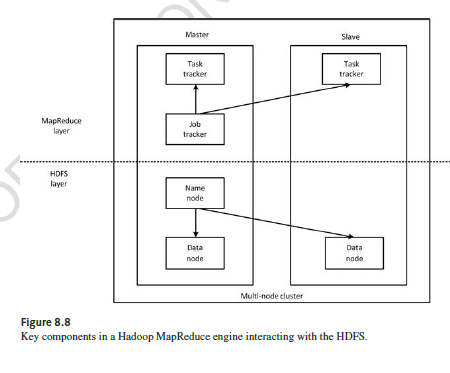 Master
Slave
Task
tracker
Task
tracker
MapReduce
layer
Job
tracker
HDFS
layer
Name
node
Data
node
Data
node
Multi-node cluster
Figure 8.8
Key components in a Hadoop MapReduce engine interacting with the HDFS.